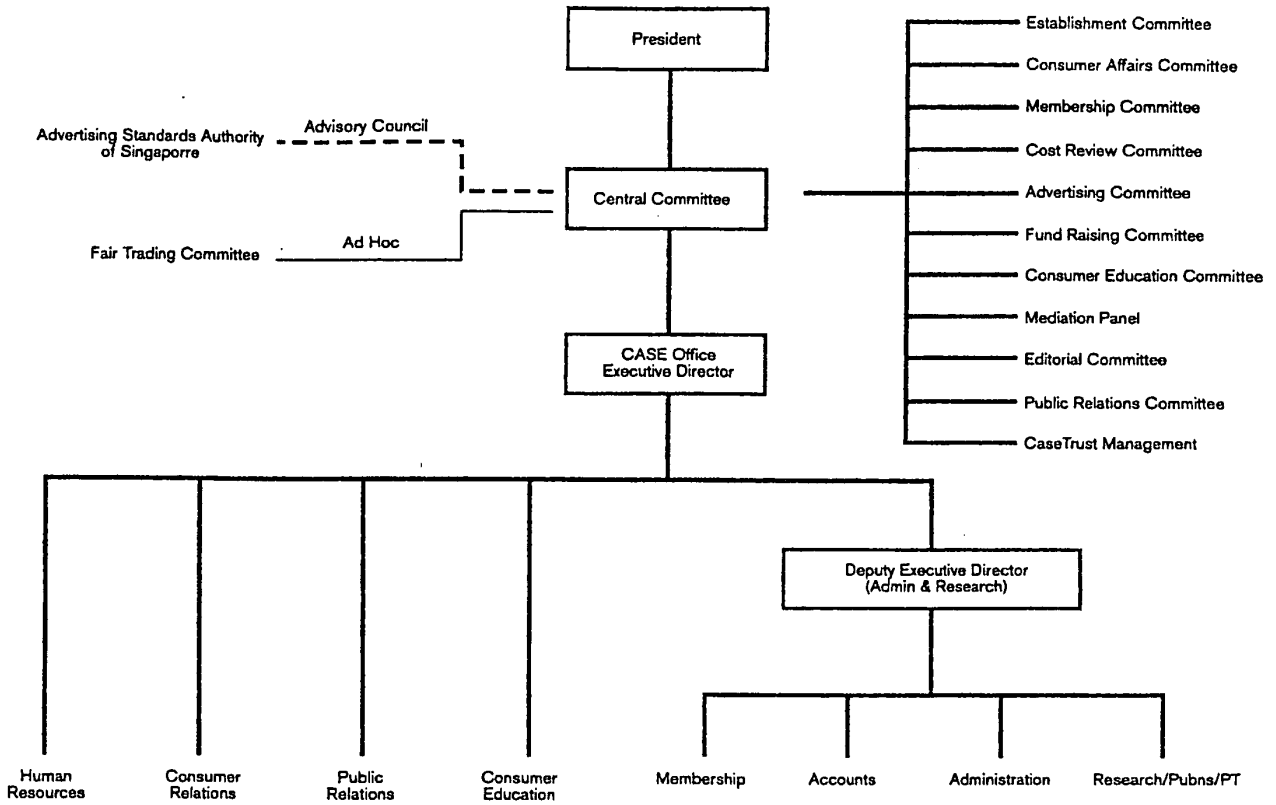 President
Establishment Committee
Consumer Affairs Committee
Membership Committee
Cost Review Committee
Advertising Committee
Fund Raising Committee
Consumer Education Committee
Mediation Panel
Editorial Committee
Public Relations Committee
CaseTrust Management
Advertising Standards Authority
of Singaporre
Advisory Council
Central Committee
Fair Trading Committee
Ad Hoc
CASE Office
Executive Director
Deputy Executive Director
(Admin & Research)
Human
Resources
Consumer
Relations
Public
Relations
Consumer
Education
Membership
Accounts
Administration
Research/Pubns/PT